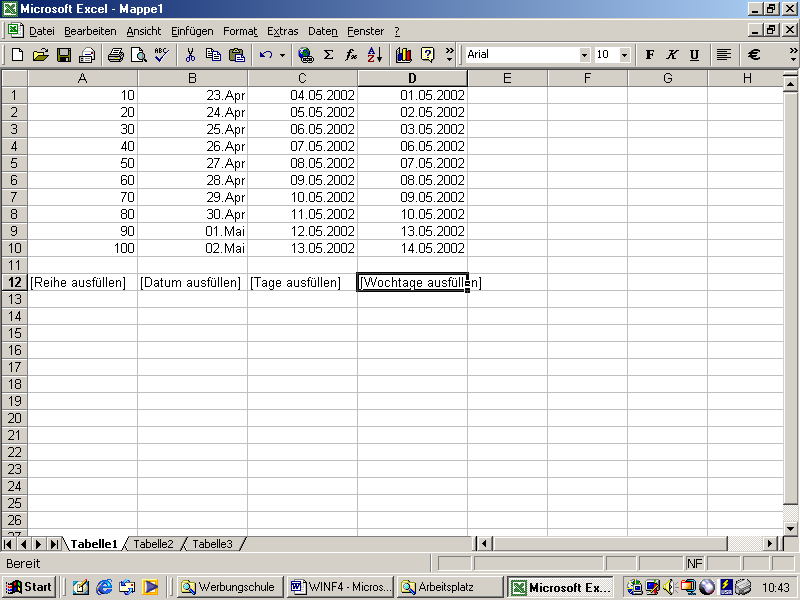 Microsoft Excel - Mappe1
Datei Bearbeiten Ansicht Einfügen Format Extras Daten Fenster ?
Arial 10 F K U €
A B C D E F G H
1 10 23.Apr 04.05.2002 01.05.2002
2 20 24.Apr 05.05.2002 02.05.2002
3 30 25.Apr 06.05.2002 03.05.2002
4 40 26.Apr 07.05.2002 06.05.2002
5 50 27.Apr 08.05.2002 07.05.2002
6 60 28.Apr 09.05.2002 08.05.2002
7 70 29.Apr 10.05.2002 09.05.2002
8 80 30.Apr 11.05.2002 10.05.2002
9 90 01.Mai 12.05.2002 13.05.2002
10 100 02.Mai 13.05.2002 14.05.2002
11
12 [Reihe ausfüllen] [Datum ausfüllen] [Tage ausfüllen] [Wochtage ausfüllen]
13
14
15
16
17
18
19
20
21
22
23
24
25
26
27
Tabelle1 Tabelle2 Tabelle3
Bereit NF
Start Werbungschule WINF4 - Micros... Arbeitsplatz Microsoft Ex... 10:43